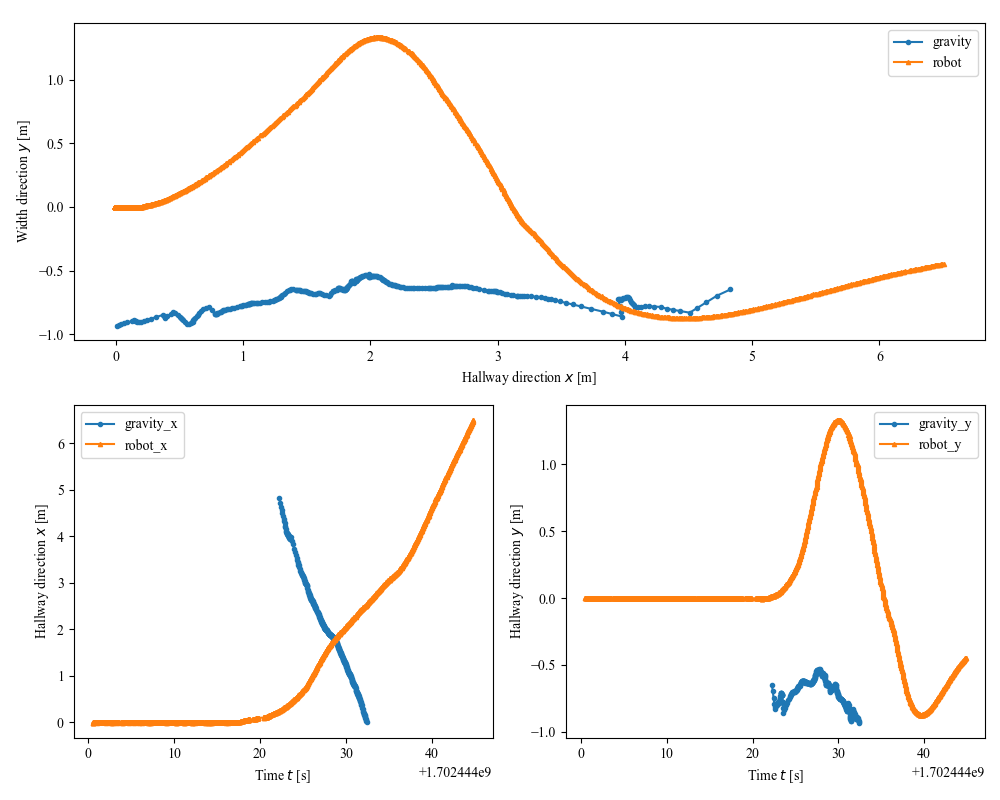 1.0
0.5
0.0
−0.5
−1.0
Width direction y [m]
gravity
robot
0 1 2 3 4 5 6
Hallway direction x [m]
6
5
4
3
2
1
0
Hallway direction x [m]
gravity_x
robot_x
0 10 20 30 40
Time t [s]
+1.702444e9
1.0
0.5
0.0
−0.5
−1.0
Hallway direction y [m]
gravity_y
robot_y
0 10 20 30 40
Time t [s]
+1.702444e9